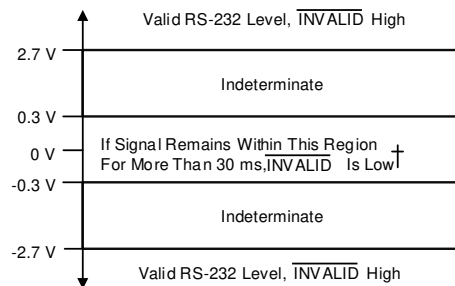 Valid RS-232 Level, INVALID High
2.7 V
Indeterminate
0.3 V
If Signal Remains Within This Region
0 V
For More Than 30 ms,INVALID Is Low†
-0.3 V
Indeterminate
-2.7 V
Valid RS-232 Level, INVALID High